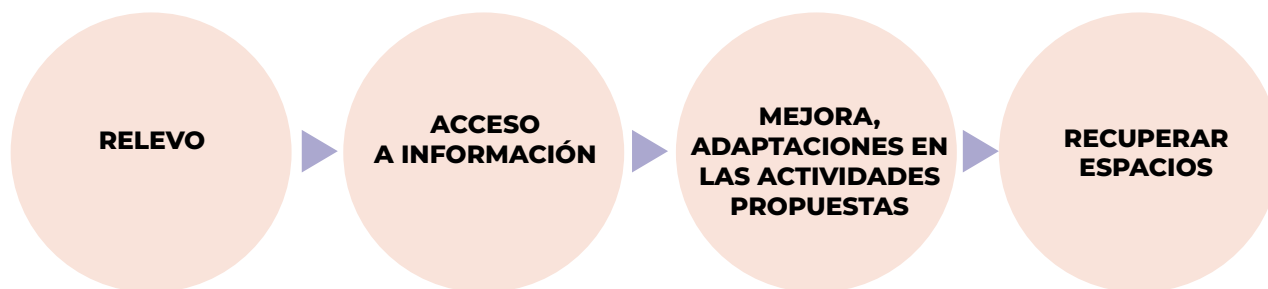 RELEVO
ACCESO
A INFORMACIÓN
MEJORA,
ADAPTACIONES EN
LAS ACTIVIDADES
PROPUESTAS
RECUPERAR
ESPACIOS